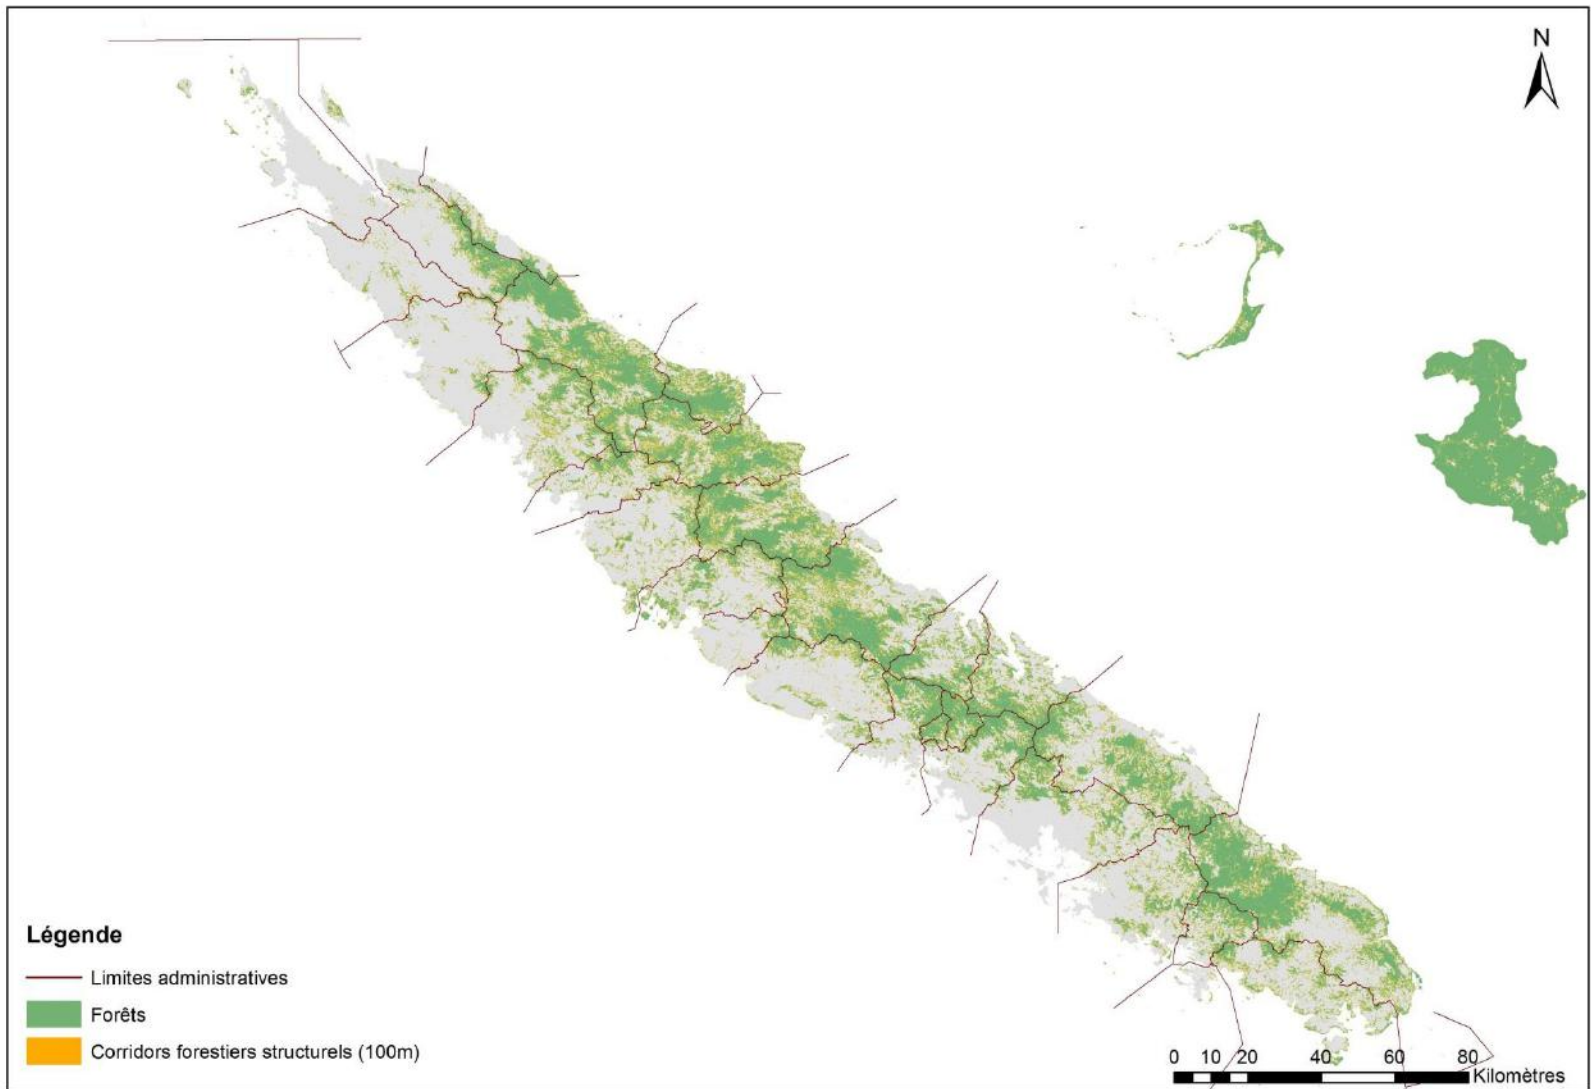 N
Légende
Limites administratives
Forêts
Corridors forestiers structurels (100m)
0 10 20 40 60 80
Kilomètres